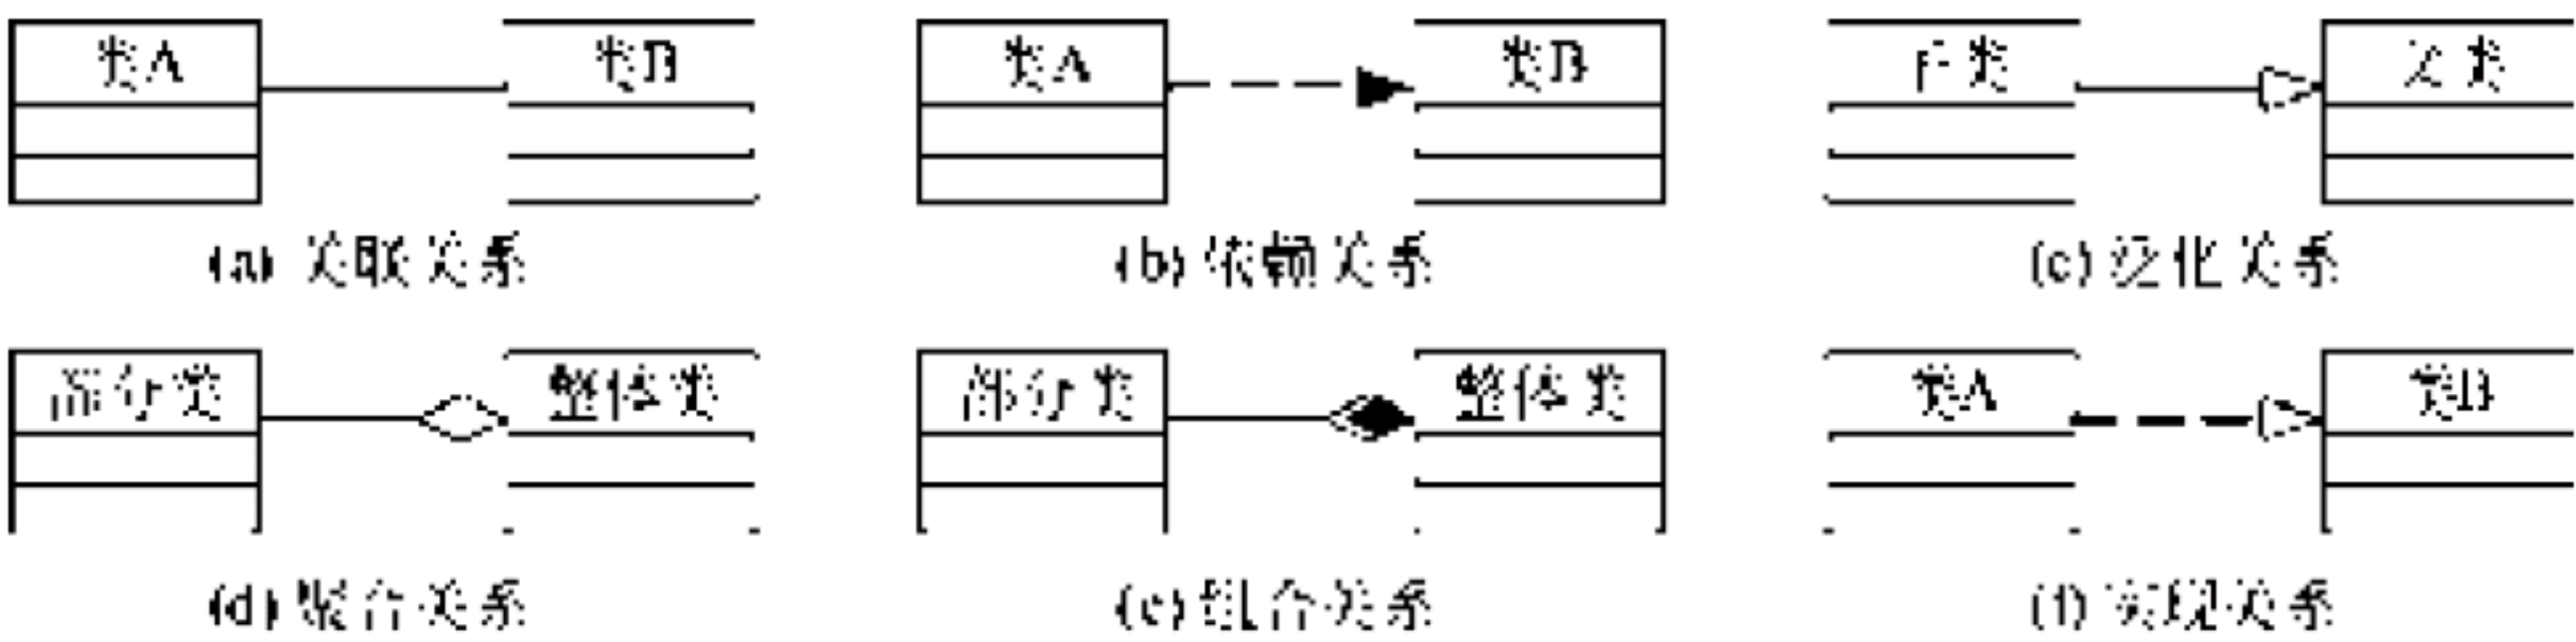 类A 类B 类A 类B 子类 父类
(a) 关联关系 (b) 依赖关系 (c) 泛化关系
部分类 整体类 部分类 整体类 类A 类B
(d) 聚合关系 (e) 组合关系 (f) 实现关系